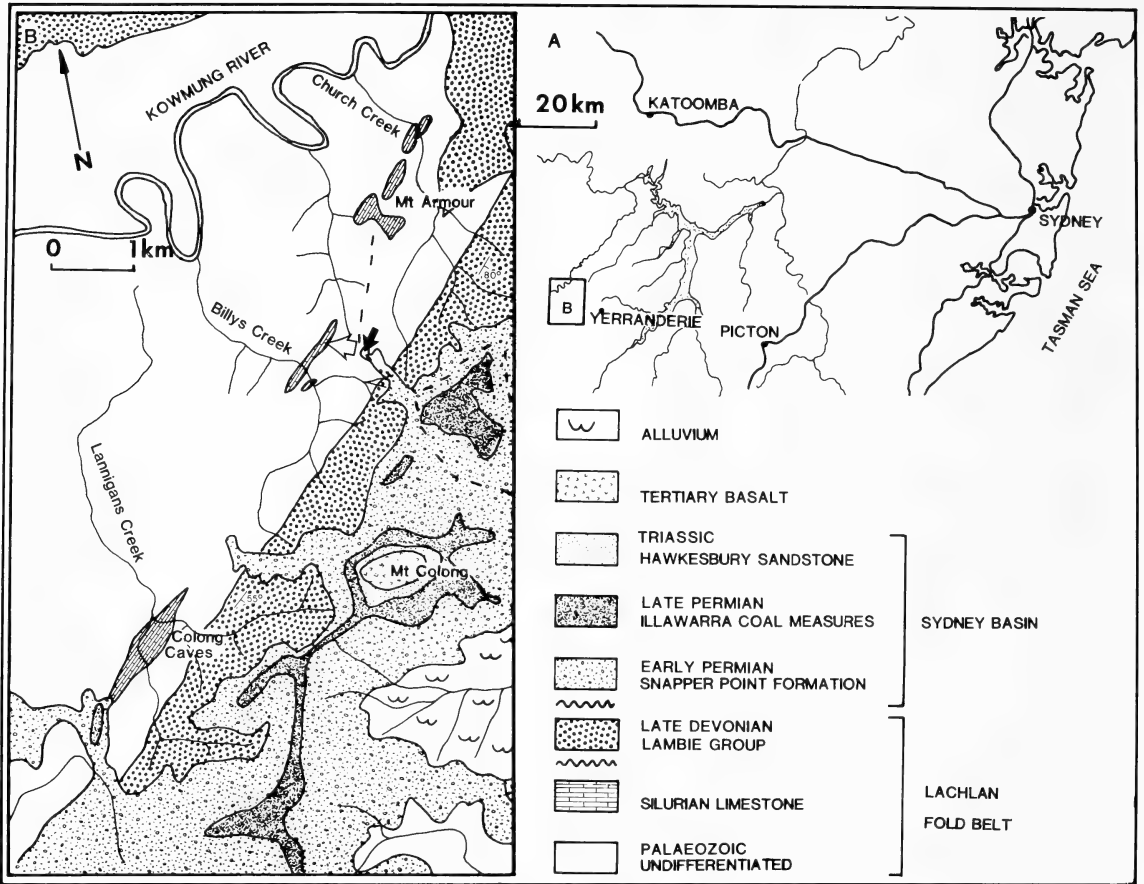 B
KOWMUNG RIVER
Church Creek
N
Mt Armour
0 1km
80°
Billys Creek
Lannigans Creek
Mt Colong
Colong
Caves
A
20km
KATOOMBA
SYDNEY
B
YERRANDERIE
PICTON
TASMAN SEA
ALLUVIUM
TERTIARY BASALT
TRIASSIC
HAWKESBURY SANDSTONE
LATE PERMIAN
ILLAWARRA COAL MEASURES
SYDNEY BASIN
EARLY PERMIAN
SNAPPER POINT FORMATION
LATE DEVONIAN
LAMBIE GROUP
SILURIAN LIMESTONE
LACHLAN
FOLD BELT
PALAEOZOIC
UNDIFFERENTIATED